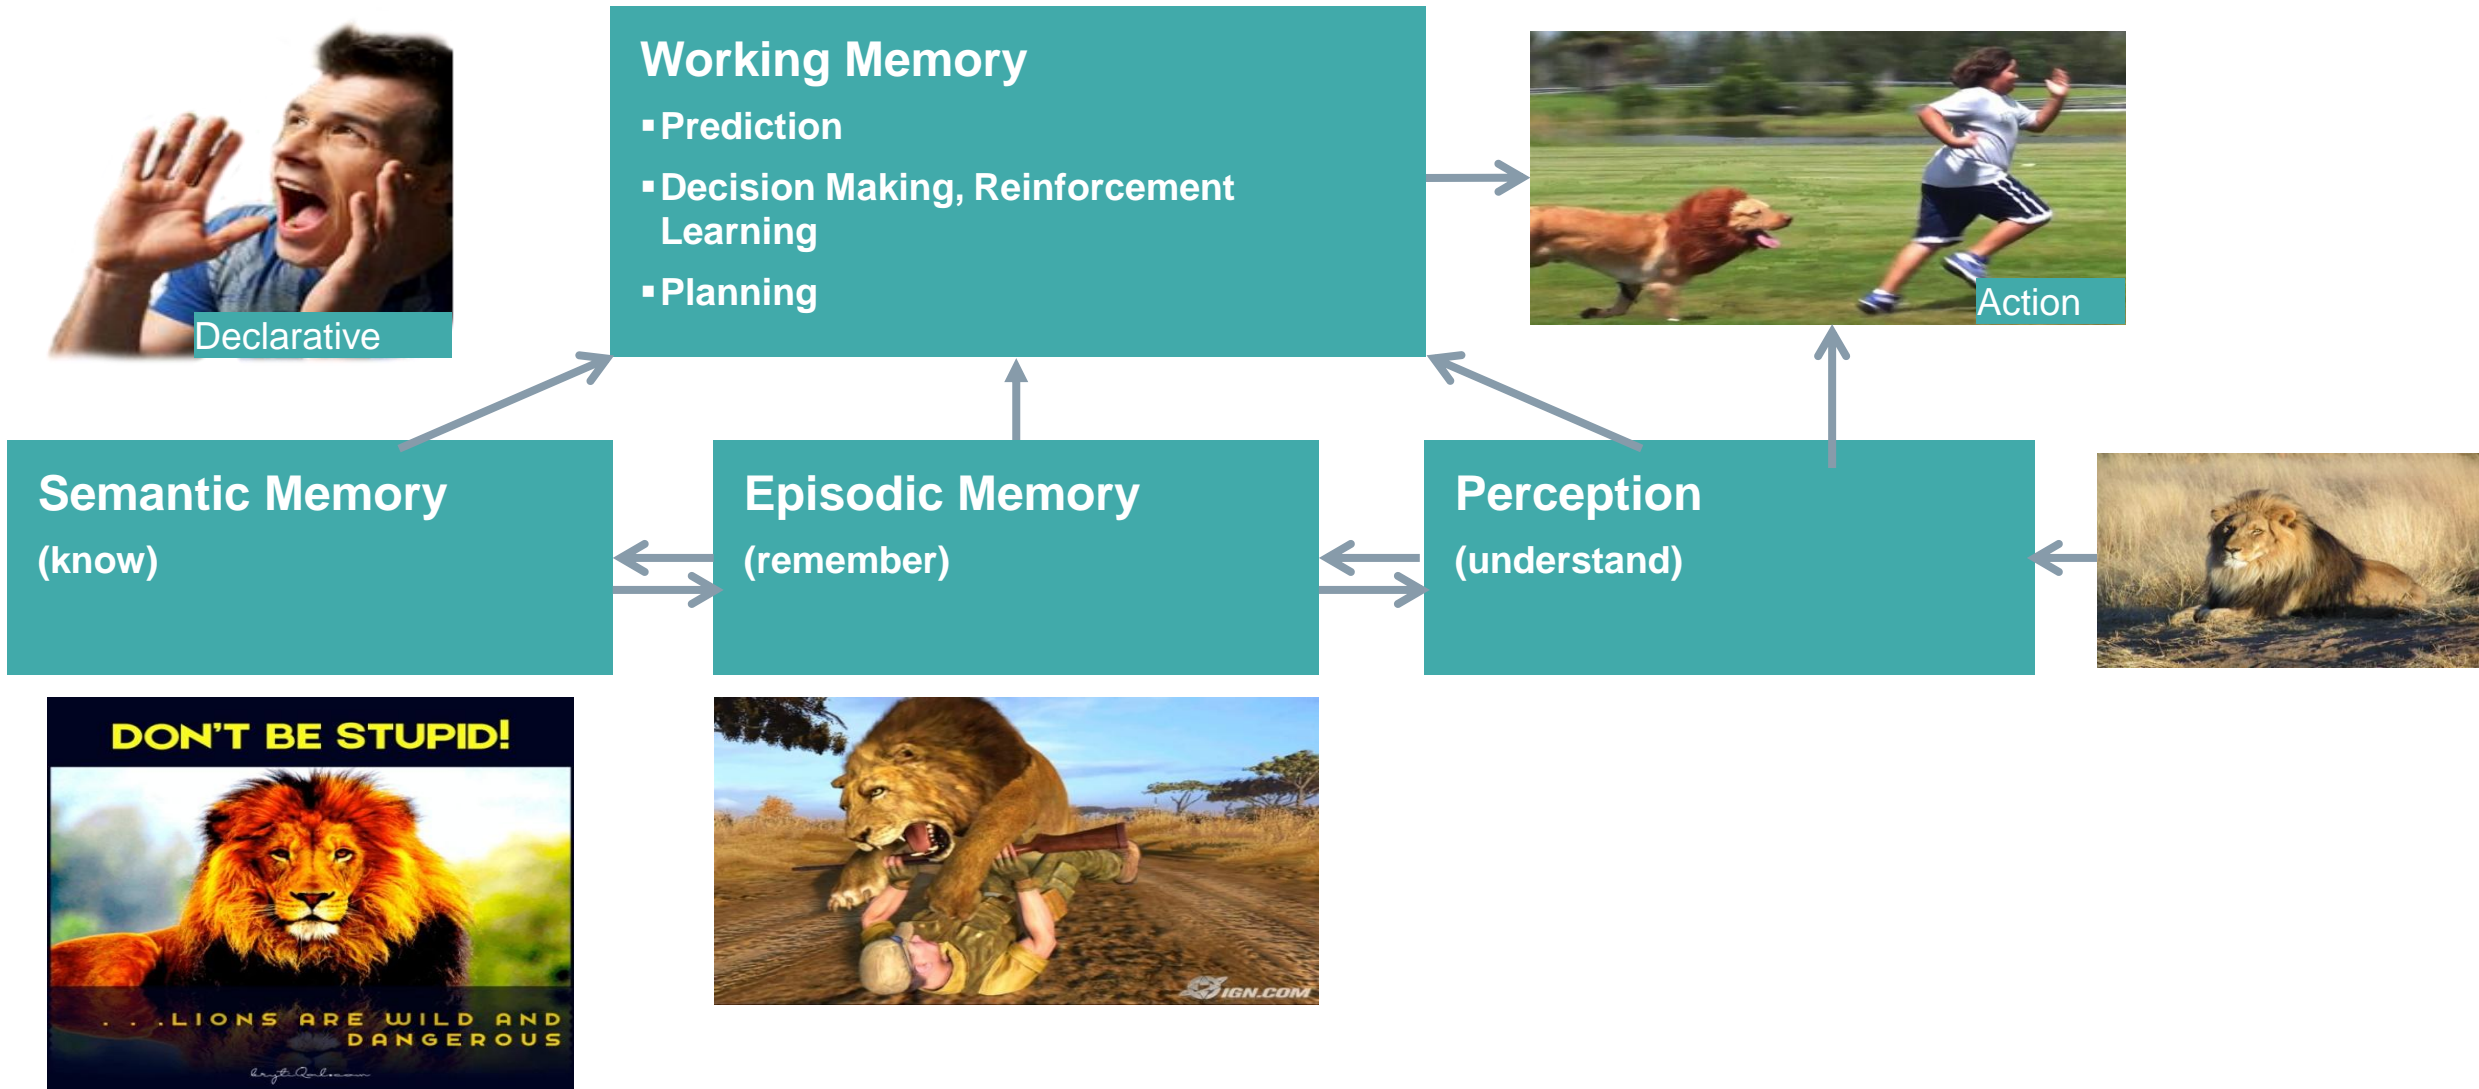 Working Memory
▪Prediction
▪Decision Making, Reinforcement
Learning
▪Planning
Declarative
Action
Semantic Memory
(know)
Episodic Memory
(remember)
Perception
(understand)
DON'T BE STUPID!
. . .LIONS ARE WILD AND
DANGEROUS
IGN.COM